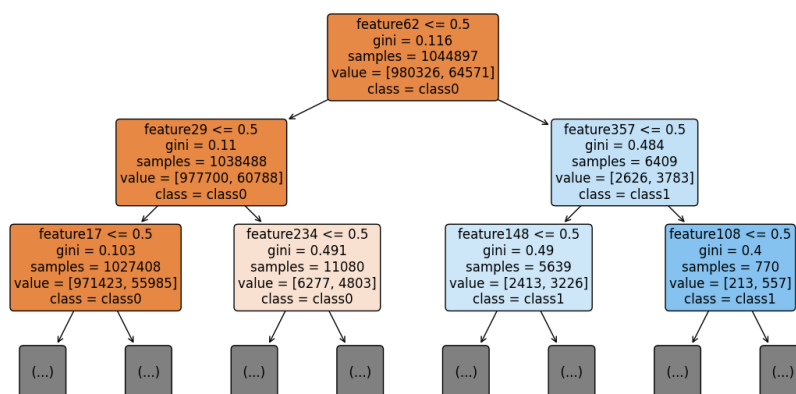 feature62 <= 0.5
gini = 0.116
samples = 1044897
value = [980326, 64571]
class = class0
feature29 <= 0.5
gini = 0.11
samples = 1038488
value = [977700, 60788]
class = class0
feature357 <= 0.5
gini = 0.484
samples = 6409
value = [2626, 3783]
class = class1
feature17 <= 0.5
gini = 0.103
samples = 1027408
value = [971423, 55985]
class = class0
feature234 <= 0.5
gini = 0.491
samples = 11080
value = [6277, 4803]
class = class0
feature148 <= 0.5
gini = 0.49
samples = 5639
value = [2413, 3226]
class = class1
feature108 <= 0.5
gini = 0.4
samples = 770
value = [213, 557]
class = class1
(...)
(...)
(...)
(...)
(...)
(...)
(...)
(...)